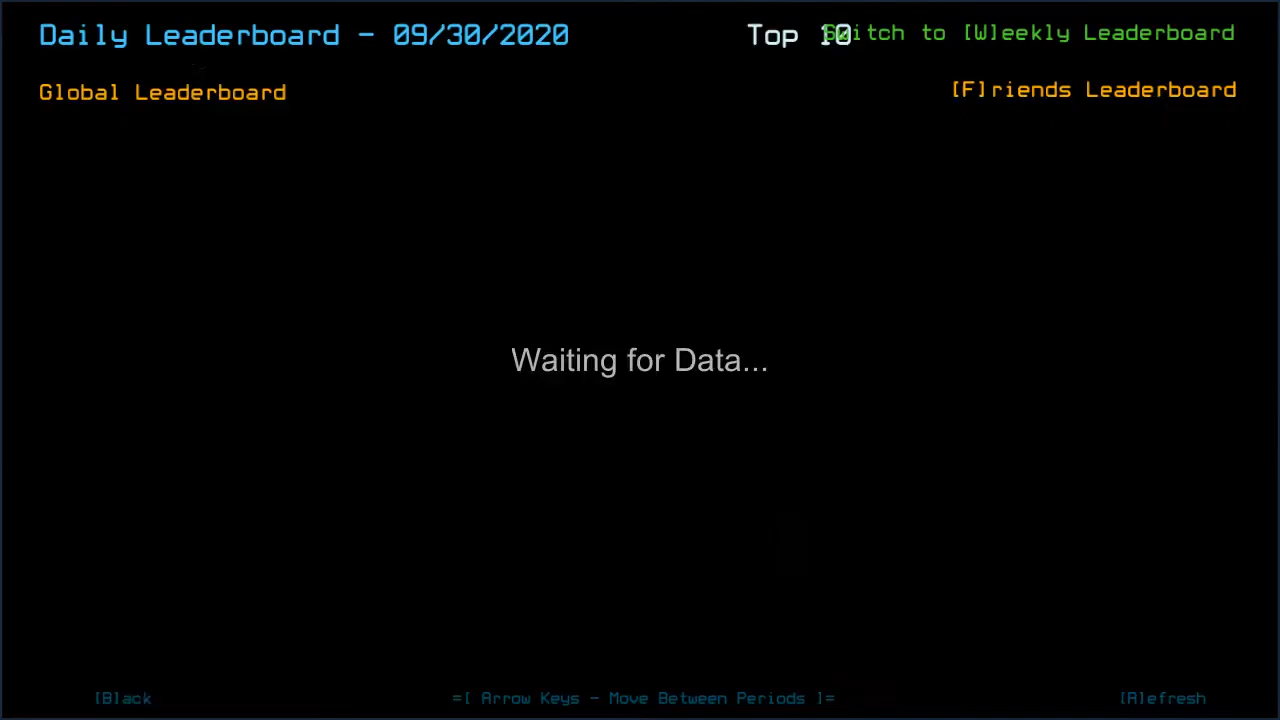 Daily Leaderboard - 09/30/2020 Top 10 Switch to [W]eekly Leaderboard
Global Leaderboard [F]riends Leaderboard
Waiting for Data...
[B]lack =[ Arrow Keys - Move Between Periods ]= [R]efresh